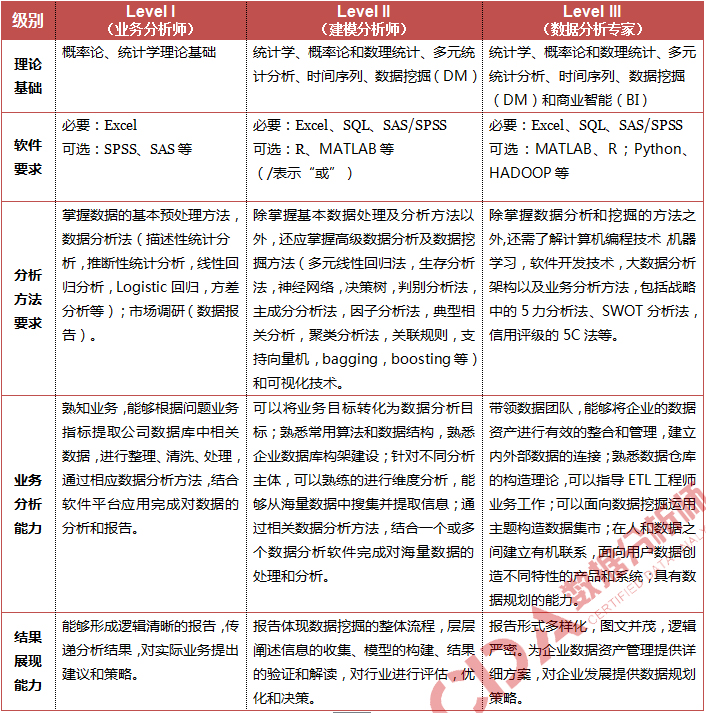 级别
Level I
（业务分析师）
Level II
（建模分析师）
Level III
（数据分析专家）
理论
基础
概率论、统计学理论基础
统计学、概率论和数理统计、多元
统计分析、时间序列、数据挖掘（DM）
统计学、概率论和数理统计、多元
统计分析、时间序列、数据挖掘
（DM）和商业智能（BI）
软件
要求
必要：Excel
可选：SPSS、SAS 等
必要：Excel、SQL、SAS/SPSS
可选：R、MATLAB 等
（/表示“或”）
必要：Excel、SQL、SAS/SPSS
可选：MATLAB、R；Python、
HADOOP 等
分析
方法
要求
掌握数据的基本预处理方法，
数据分析法（描述性统计分
析，推断性统计分析，线性回
归分析，Logistic 回归，方差
分析等）；市场调研（数据报
告）。
除掌握基本数据处理及分析方法以
外，还应掌握高级数据分析及数据挖
掘方法（多元线性回归法，生存分析
法，神经网络，决策树，判别分析法，
主成分分析法，因子分析法，典型相
关分析，聚类分析法，关联规则，支
持向量机，bagging，boosting 等）
和可视化技术。
除掌握数据分析和挖掘的方法之
外，还需了解计算机编程技术，机器
学习，软件开发技术，大数据分析
架构以及业务分析方法，包括战略
中的 5 力分析法、SWOT 分析法，
信用评级的 5C 法等。
业务
分析
能力
熟知业务，能够根据问题业务
指标提取公司数据库中相关
数据，进行整理、清洗、处理，
通过相应数据分析方法，结合
软件平台应用完成对数据的
分析和报告。
可以将业务目标转化为数据分析目
标；熟悉常用算法和数据结构，熟悉
企业数据库构架建设；针对不同分析
主体，可以熟练的进行维度分析，能
够从海量数据中搜集并提取信息；通
过相关数据分析方法，结合一个或多
个数据分析软件完成对海量数据的
处理和分析。
带领数据团队，能够将企业的数据
资产进行有效的整合和管理，建立
内外部数据的连接；熟悉数据仓库
的构造理论，可以指导 ETL 工程师
业务工作；可以面向数据挖掘运用
主题构造数据集市；在人和数据之
间建立有机联系，面向用户数据创
造不同特性的产品和系统，具有数
据规划的能力。
结果
展现
能力
能够形成逻辑清晰的报告，传
递分析结果，对实际业务提出
建议和策略。
报告体现数据挖掘的整体流程，层层
阐述信息的收集、模型的构建、结果
的验证和解读，对行业进行评估，优
化和决策。
报告形式多样化，图文并茂，逻辑
严密。为企业数据资产管理提供详
细方案，对企业发展提供数据规划
策略。
CDA 数据分析师
CERTIFIED DATA ANALY